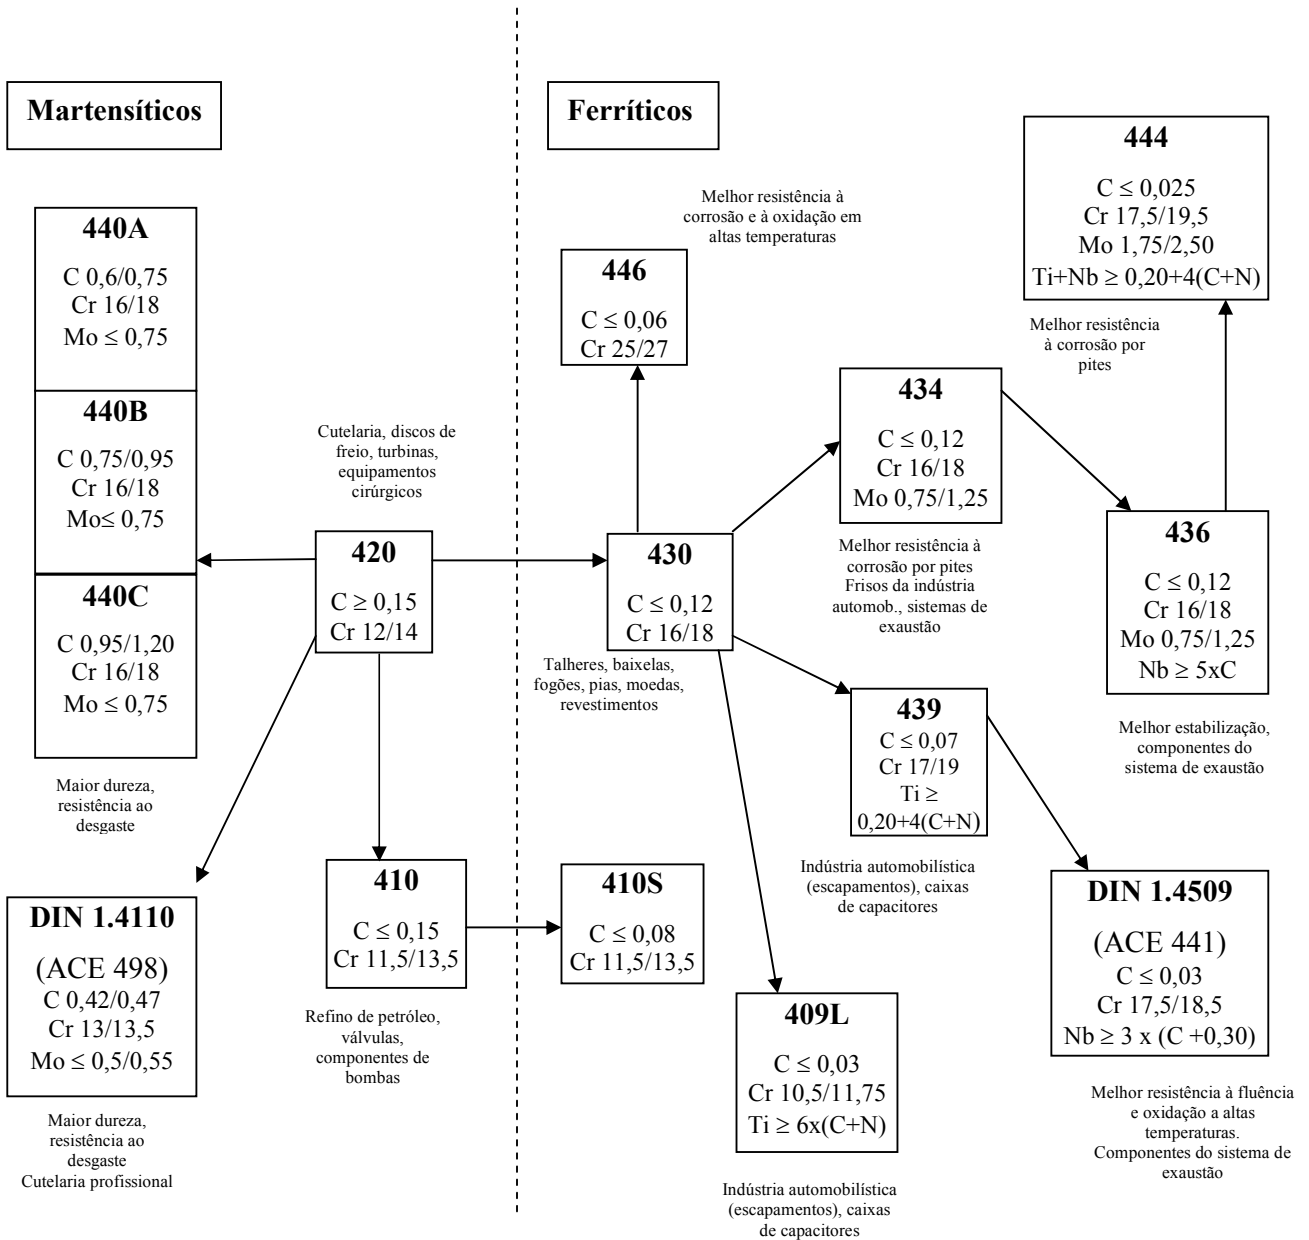 Martensíticos
440A
C 0,6/0,75
Cr 16/18
Mo ≤ 0,75
440B
C 0,75/0,95
Cr 16/18
Mo≤ 0,75
440C
C 0,95/1,20
Cr 16/18
Mo ≤ 0,75
Maior dureza,
resistência ao
desgaste
Cutelaria, discos de
freio, turbinas,
equipamentos
cirúrgicos
420
C ≥ 0,15
Cr 12/14
DIN 1.4110
(ACE 498)
C 0,42/0,47
Cr 13/13,5
Mo ≤ 0,5/0,55
Maior dureza,
resistência ao
desgaste
Cutelaria profissional
410
C ≤ 0,15
Cr 11,5/13,5
Refino de petróleo,
válvulas,
componentes de
bombas
Ferríticos
Melhor resistência à
corrosão e à oxidação em
altas temperaturas
446
C ≤ 0,06
Cr 25/27
430
C ≤ 0,12
Cr 16/18
Talheres, baixelas,
fogões, pias, moedas,
revestimentos
410S
C ≤ 0,08
Cr 11,5/13,5
434
C ≤ 0,12
Cr 16/18
Mo 0,75/1,25
Melhor resistência à
corrosão por pites
Frisos da indústria
automob., sistemas de
exaustão
439
C ≤ 0,07
Cr 17/19
Ti ≥
0,20+4(C+N)
Indústria automobilística
(escapamentos), caixas
de capacitores
409L
C ≤ 0,03
Cr 10,5/11,75
Ti ≥ 6x(C+N)
Indústria automobilística
(escapamentos), caixas
de capacitores
444
C ≤ 0,025
Cr 17,5/19,5
Mo 1,75/2,50
Ti+Nb ≥ 0,20+4(C+N)
Melhor resistência
à corrosão por
pites
436
C ≤ 0,12
Cr 16/18
Mo 0,75/1,25
Nb ≥ 5xC
Melhor estabilização,
componentes do
sistema de exaustão
DIN 1.4509
(ACE 441)
C ≤ 0,03
Cr 17,5/18,5
Nb ≥ 3 x (C +0,30)
Melhor resistência à fluência
e oxidação a altas
temperaturas.
Componentes do sistema de
exaustão